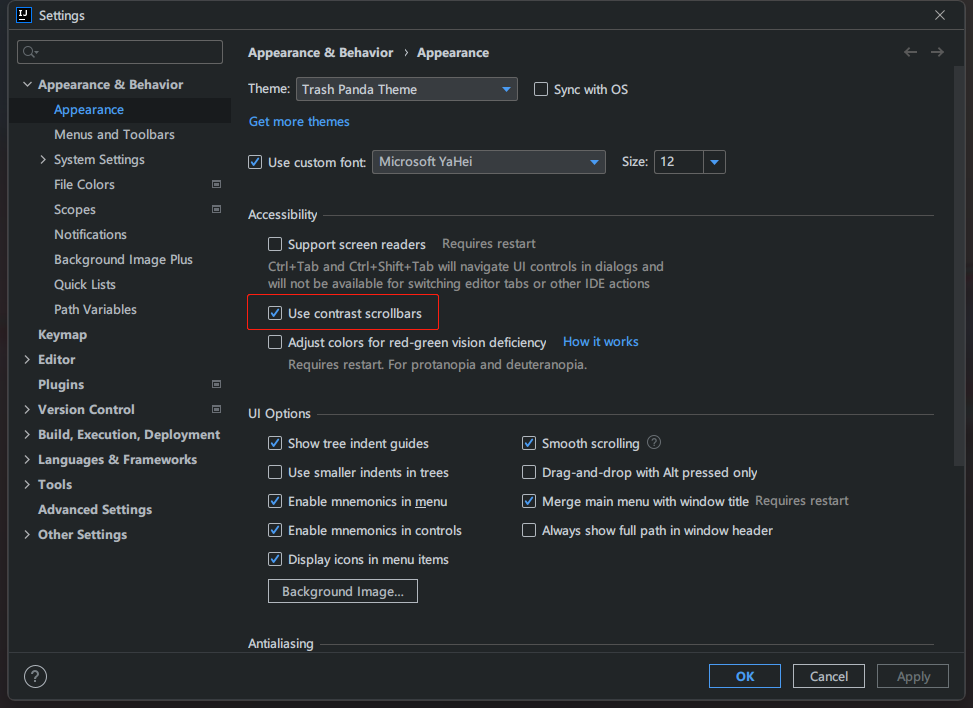 IJ
Settings
Appearance & Behavior
Appearance
Menus and Toolbars
System Settings
File Colors
Scopes
Notifications
Background Image Plus
Quick Lists
Path Variables
Keymap
Editor
Plugins
Version Control
Build, Execution, Deployment
Languages & Frameworks
Tools
Advanced Settings
Other Settings
Appearance & Behavior › Appearance
Theme: Trash Panda Theme Sync with OS
Get more themes
Use custom font: Microsoft YaHei Size: 12
Accessibility
Support screen readers Requires restart
Ctrl+Tab and Ctrl+Shift+Tab will navigate UI controls in dialogs and
will not be available for switching editor tabs or other IDE actions
Use contrast scrollbars
Adjust colors for red-green vision deficiency How it works
Requires restart. For protanopia and deuteranopia.
UI Options
Show tree indent guides Smooth scrolling ?
Use smaller indents in trees Drag-and-drop with Alt pressed only
Enable mnemonics in menu Merge main menu with window title Requires restart
Enable mnemonics in controls Always show full path in window header
Display icons in menu items
Background Image...
Antialiasing
? OK Cancel Apply